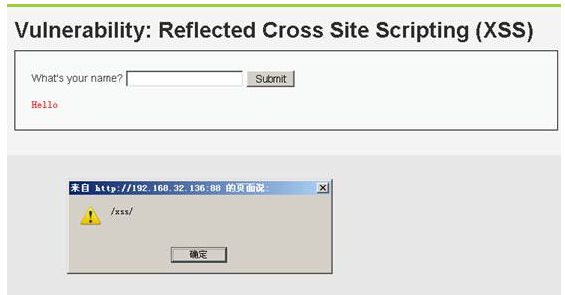 Vulnerability: Reflected Cross Site Scripting (XSS)
What's your name? Submit
Hello
来自 http://192.168.32.136:88 的页面说:
/xss/
确定